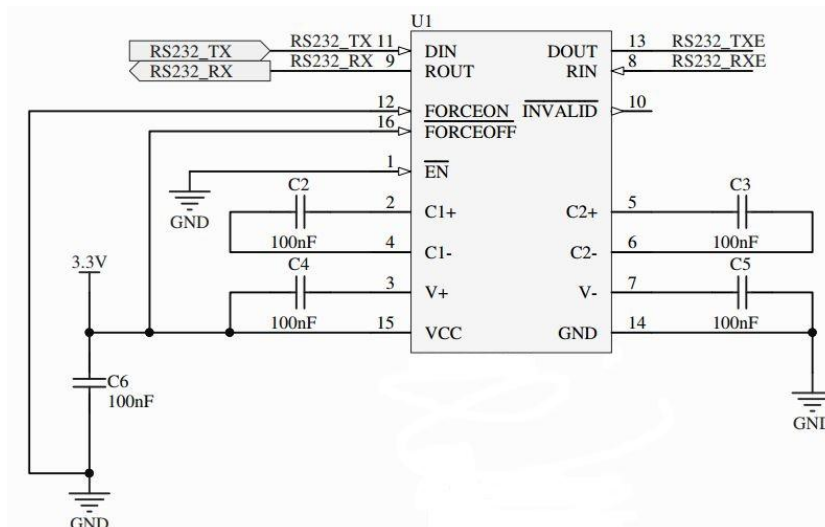 U1
RS232_TX RS232_TX 11 DIN DOUT 13 RS232_TXE
RS232_RX RS232_RX 9 ROUT RIN 8 RS232_RXE
12 FORCEON INVALID 10
16 FORCEOFF
1 EN
GND
C2 2 C1+ C2+ 5 C3
100nF 4 C1- C2- 6 100nF
3.3V C4 3 V+ V- 7 C5
100nF 15 VCC GND 14 100nF
C6
100nF
GND
GND